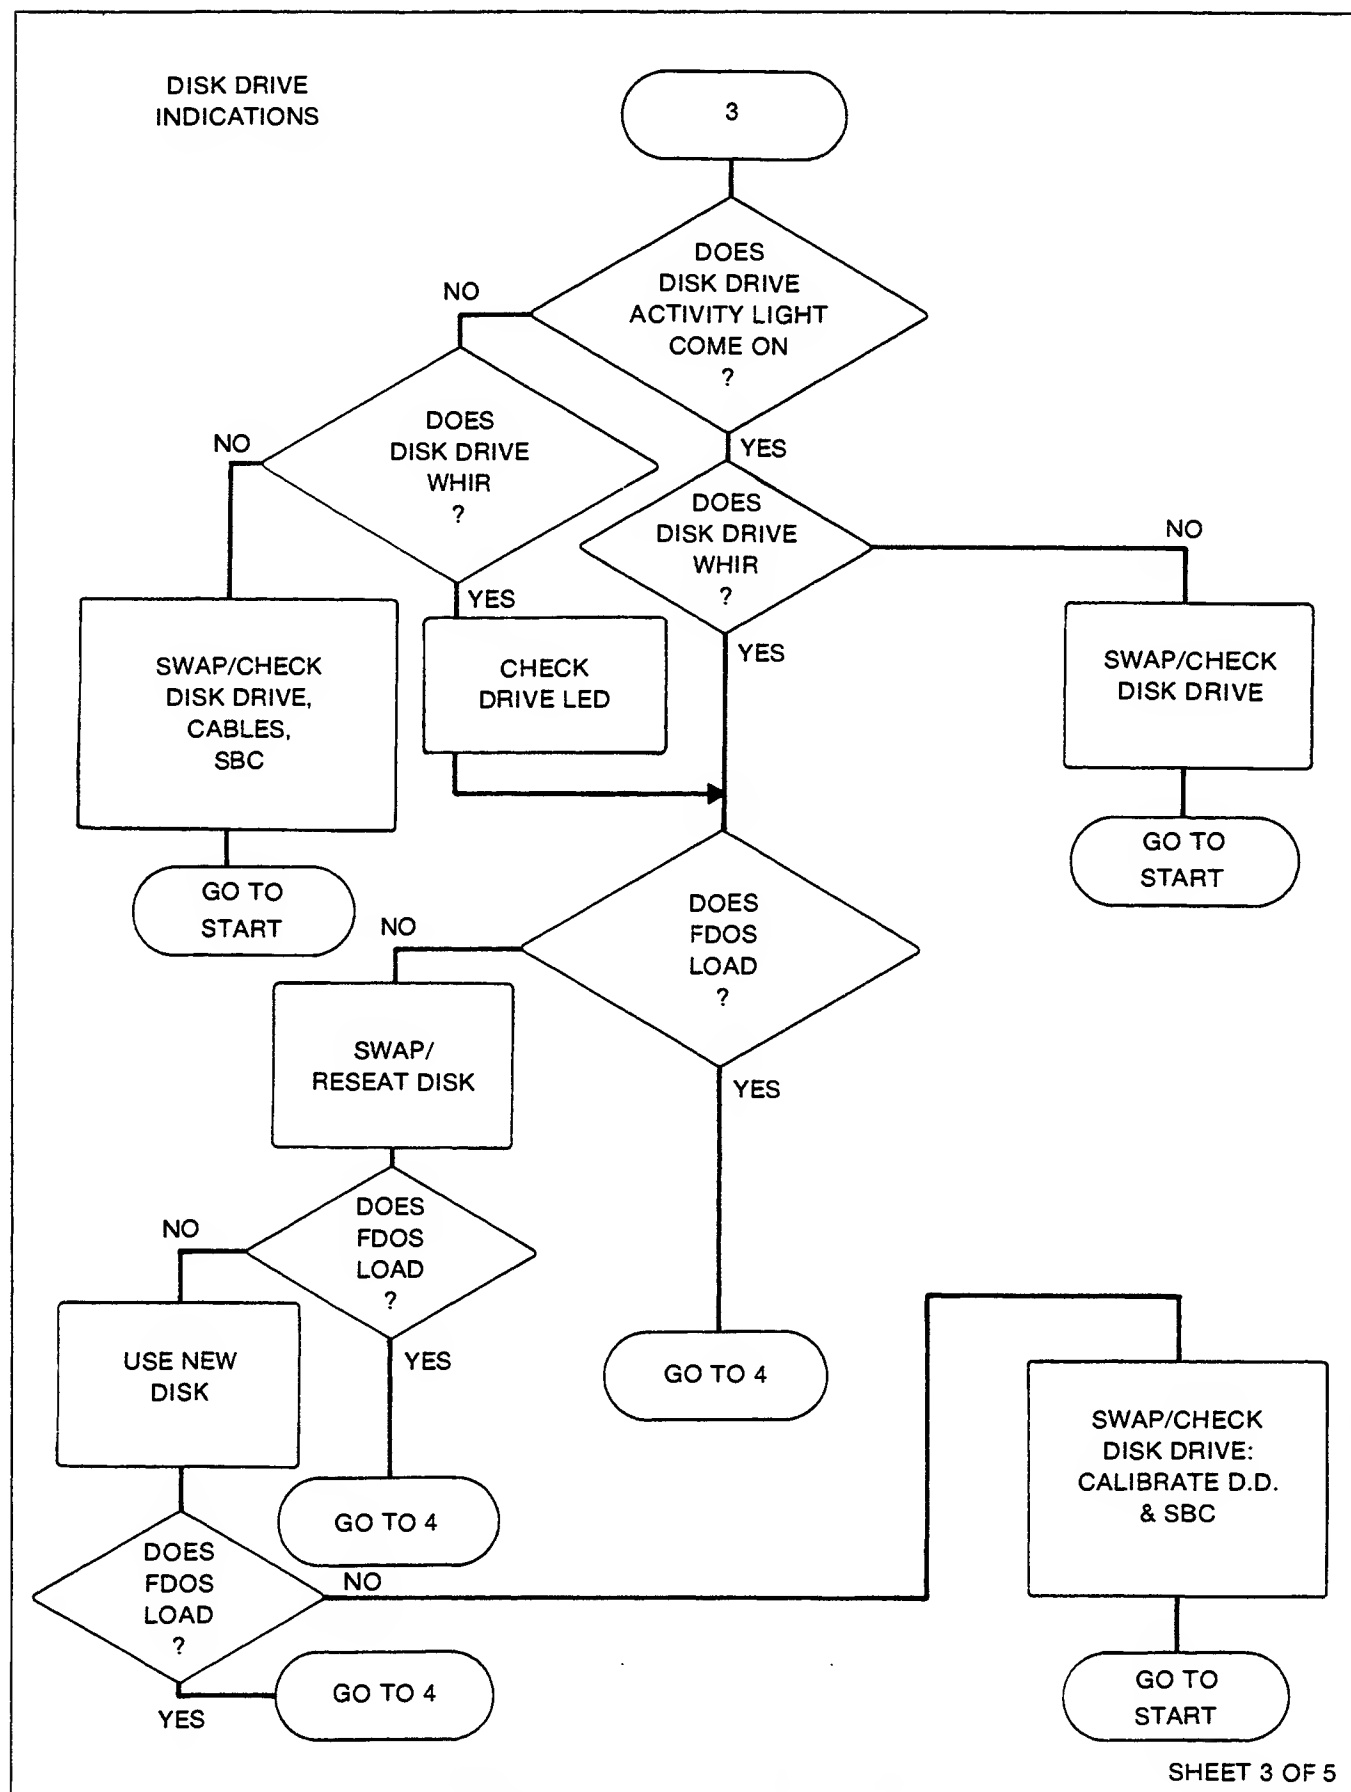 DISK DRIVE
INDICATIONS
3
DOES
DISK DRIVE
ACTIVITY LIGHT
COME ON
?
NO
YES
DOES
DISK DRIVE
WHIR
?
NO
YES
DOES
DISK DRIVE
WHIR
?
NO
YES
SWAP/CHECK
DISK DRIVE,
CABLES,
SBC
GO TO
START
CHECK
DRIVE LED
SWAP/CHECK
DISK DRIVE
GO TO
START
DOES
FDOS
LOAD
?
NO
YES
SWAP/
RESEAT DISK
GO TO 4
DOES
FDOS
LOAD
?
NO
YES
USE NEW
DISK
GO TO 4
DOES
FDOS
LOAD
?
NO
YES
GO TO 4
SWAP/CHECK
DISK DRIVE:
CALIBRATE D.D.
& SBC
GO TO
START
SHEET 3 OF 5